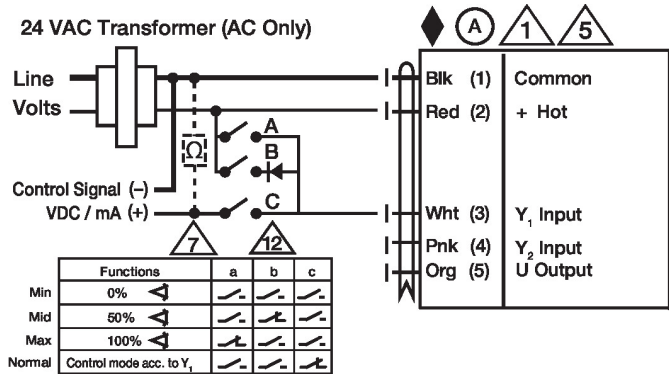 24 VAC Transformer (AC Only)
A 1 5
Line
Volts
Blk (1) Common
Red (2) + Hot
A
B
Ω
Control Signal (–)
VDC / mA (+)
C
Wht (3) Y1 Input
Pnk (4) Y2 Input
Org (5) U Output
7 12
Functions a b c
Min 0%
Mid 50%
Max 100%
Normal Control mode acc. to Y1